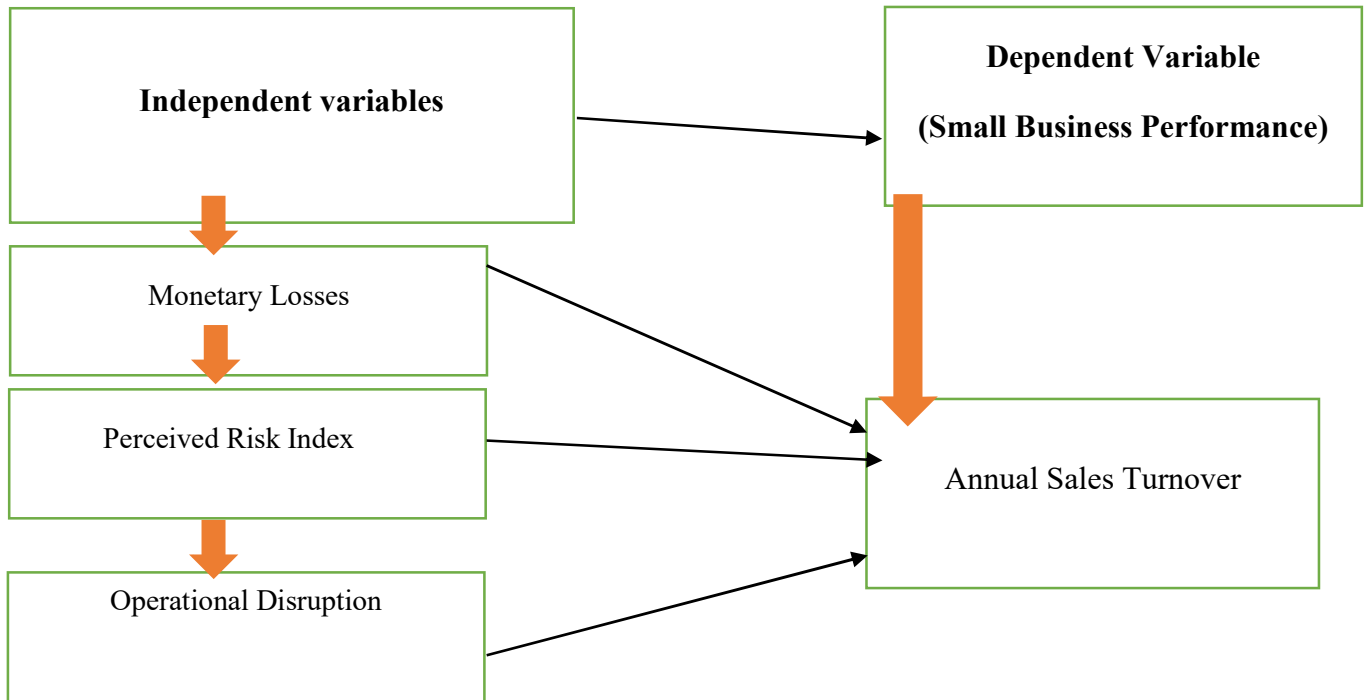 Independent variables
Dependent Variable
(Small Business Performance)
Monetary Losses
Perceived Risk Index
Annual Sales Turnover
Operational Disruption